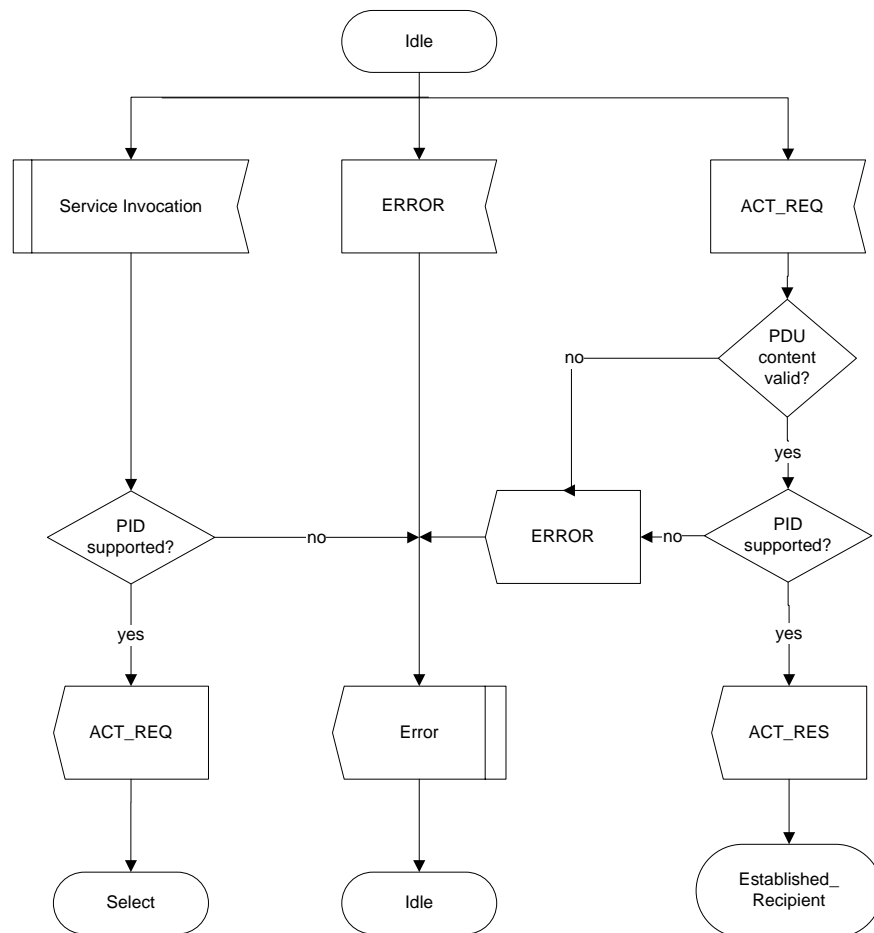 Idle
Service Invocation
ERROR
ACT_REQ
PDU
content
valid?
no
yes
PID
supported?
no
ERROR
no
PID
supported?
yes
yes
ACT_REQ
Error
ACT_RES
Select
Idle
Established_
Recipient